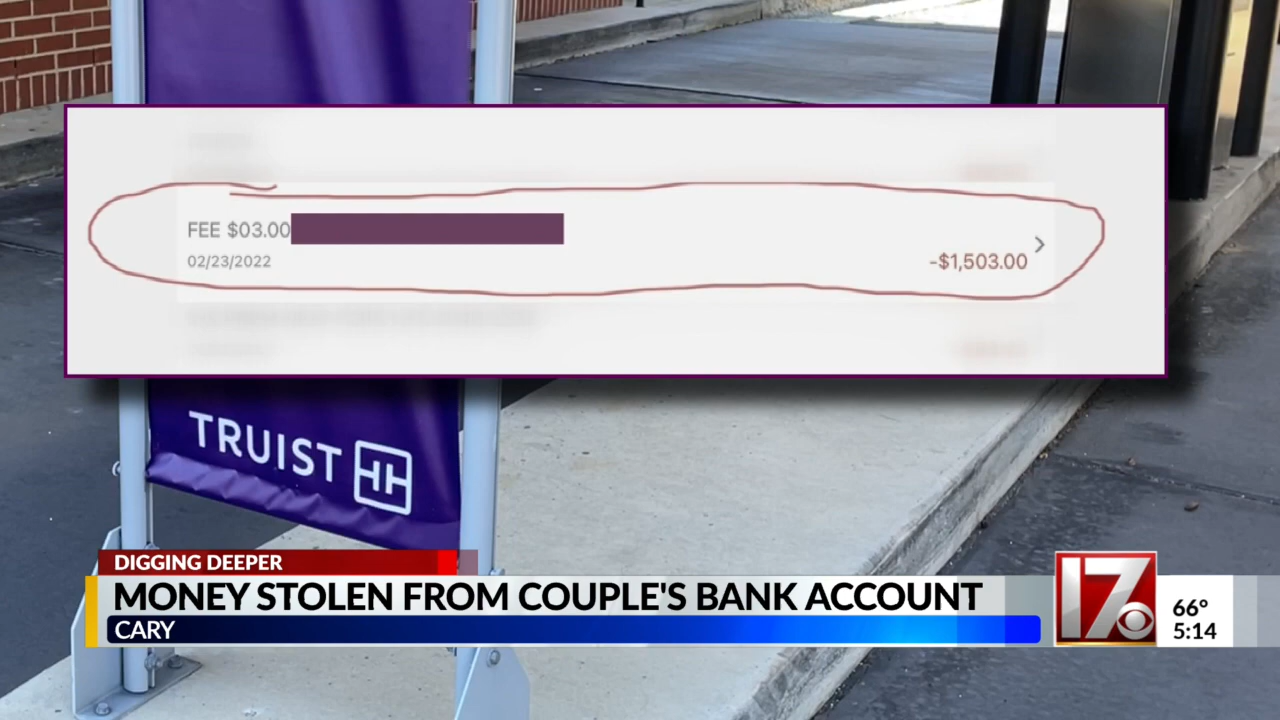 FEE $03.00
02/23/2022
-$1,503.00
TRUIST
DIGGING DEEPER
MONEY STOLEN FROM COUPLE'S BANK ACCOUNT
CARY
17
66°
5:14